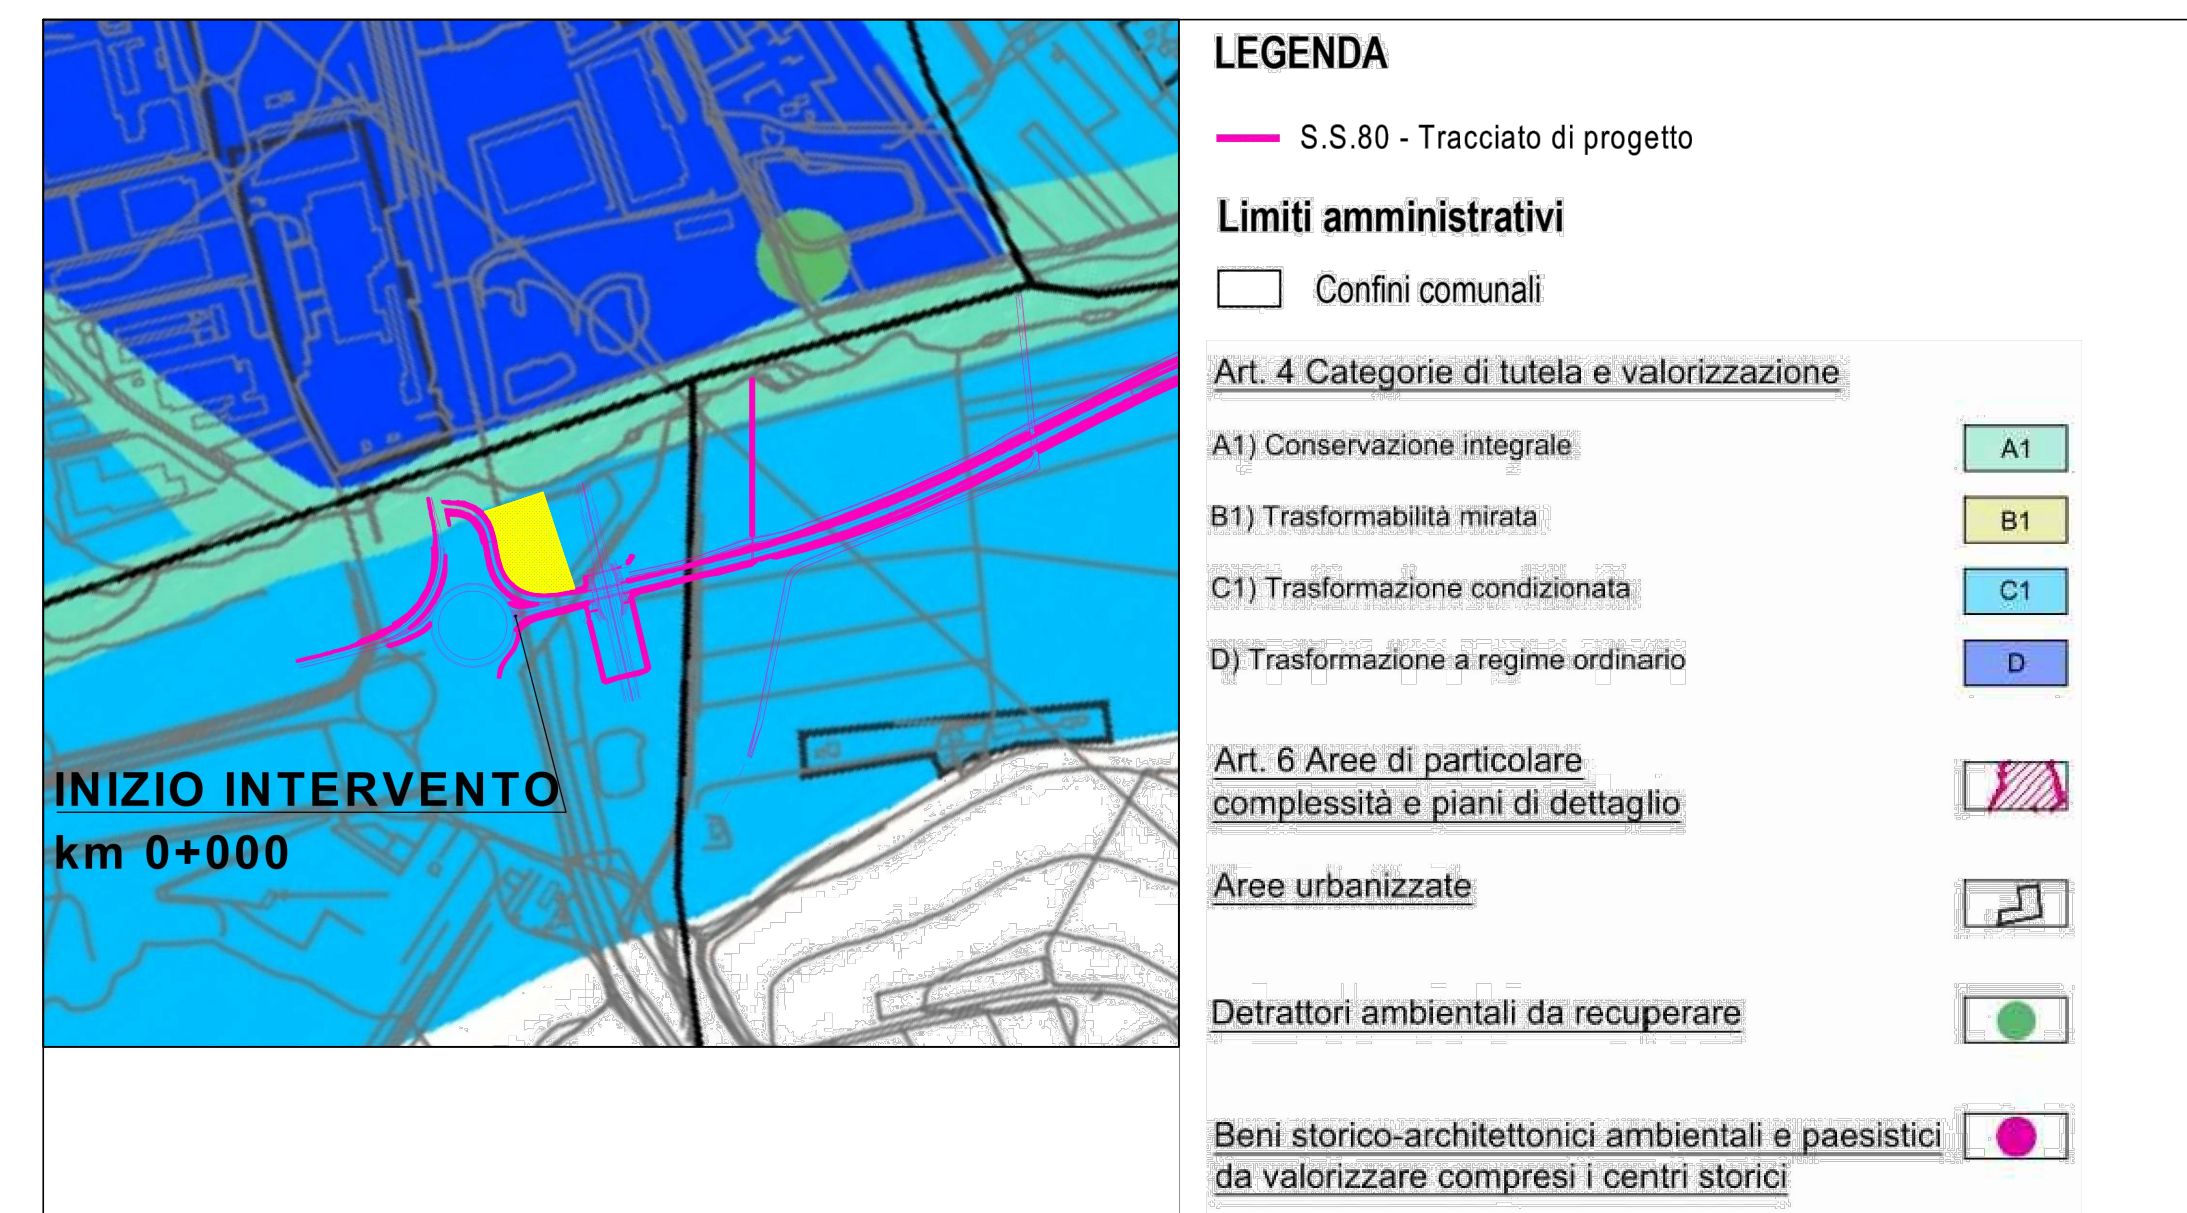 INIZIO INTERVENTO
km 0+000
LEGENDA
S.S.80 - Tracciato di progetto
Limiti amministrativi
Confini comunali
Art. 4 Categorie di tutela e valorizzazione
A1) Conservazione integrale A1
B1) Trasformabilità mirata B1
C1) Trasformazione condizionata C1
D) Trasformazione a regime ordinario D
Art. 6 Aree di particolare
complessità e piani di dettaglio
Aree urbanizzate
Detrattori ambientali da recuperare
Beni storico-architettonici ambientali e paesistici
da valorizzare compresi i centri storici